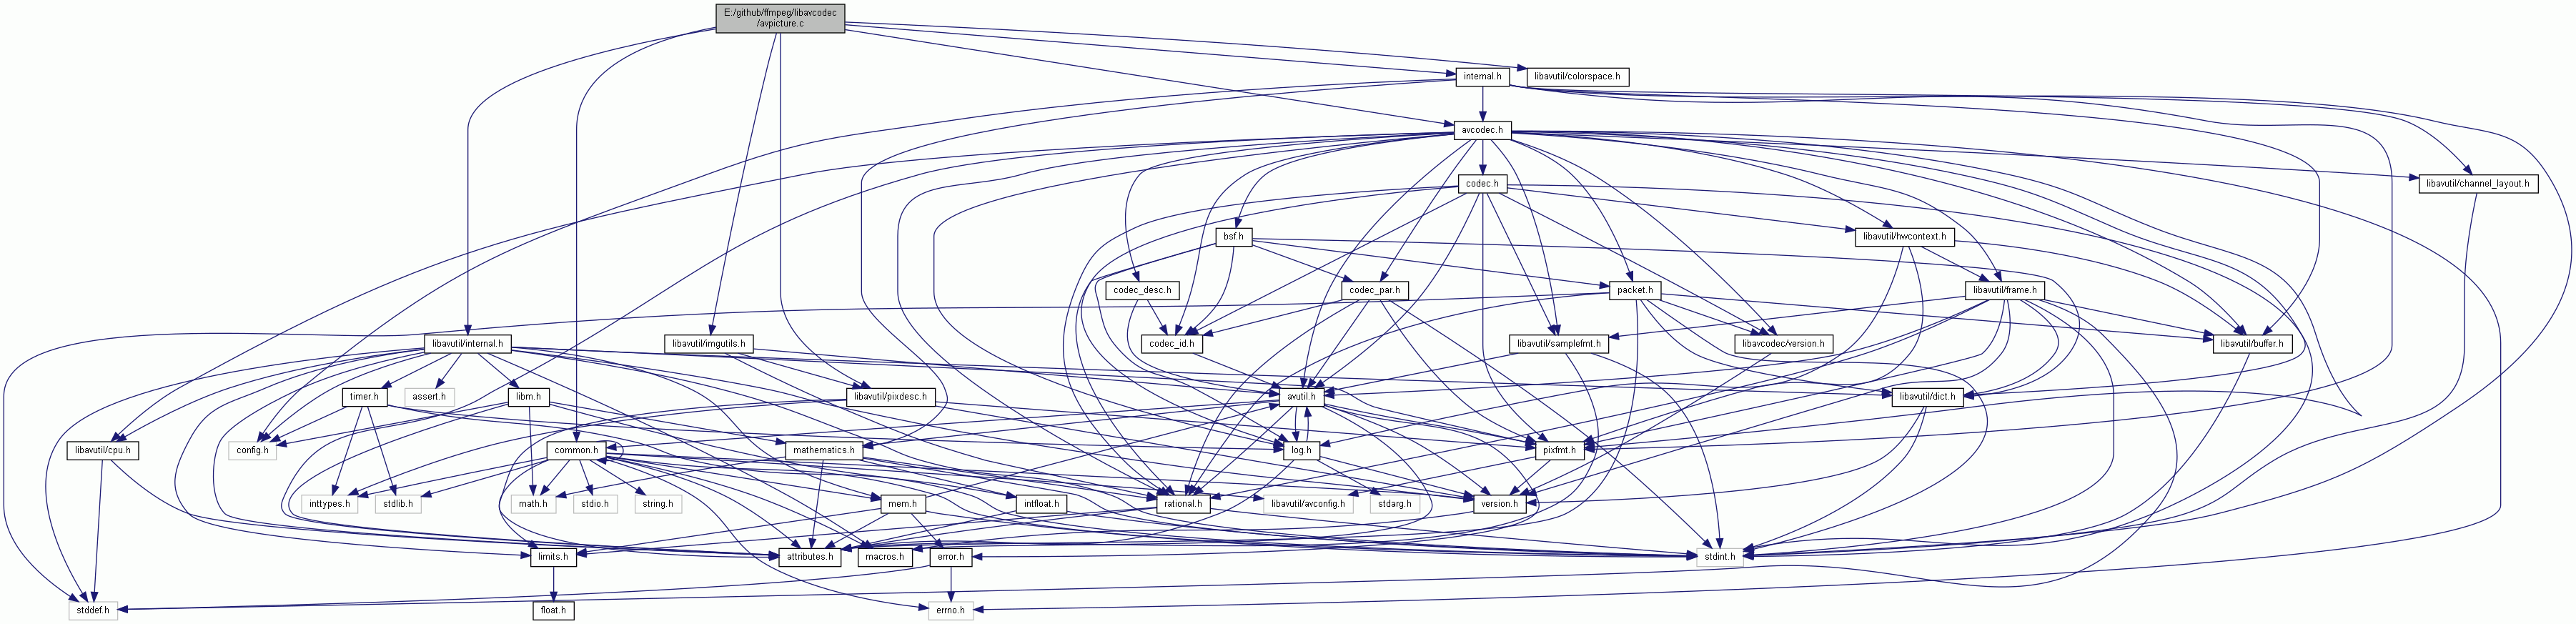 E:/github/ffmpeg/libavcodec
/avpicture.c
internal.h
libavutil/colorspace.h
avcodec.h
codec.h
libavutil/channel_layout.h
bsf.h
libavutil/hwcontext.h
codec_desc.h
codec_par.h
packet.h
libavutil/frame.h
libavutil/internal.h
libavutil/imgutils.h
codec_id.h
libavutil/samplefmt.h
libavcodec/version.h
libavutil/buffer.h
timer.h
assert.h
libm.h
libavutil/pixdesc.h
avutil.h
libavutil/dict.h
libavutil/cpu.h
config.h
common.h
mathematics.h
log.h
pixfmt.h
inttypes.h
stdlib.h
math.h
stdio.h
string.h
mem.h
intfloat.h
rational.h
libavutil/avconfig.h
stdarg.h
version.h
limits.h
attributes.h
macros.h
error.h
stdint.h
stddef.h
float.h
errno.h